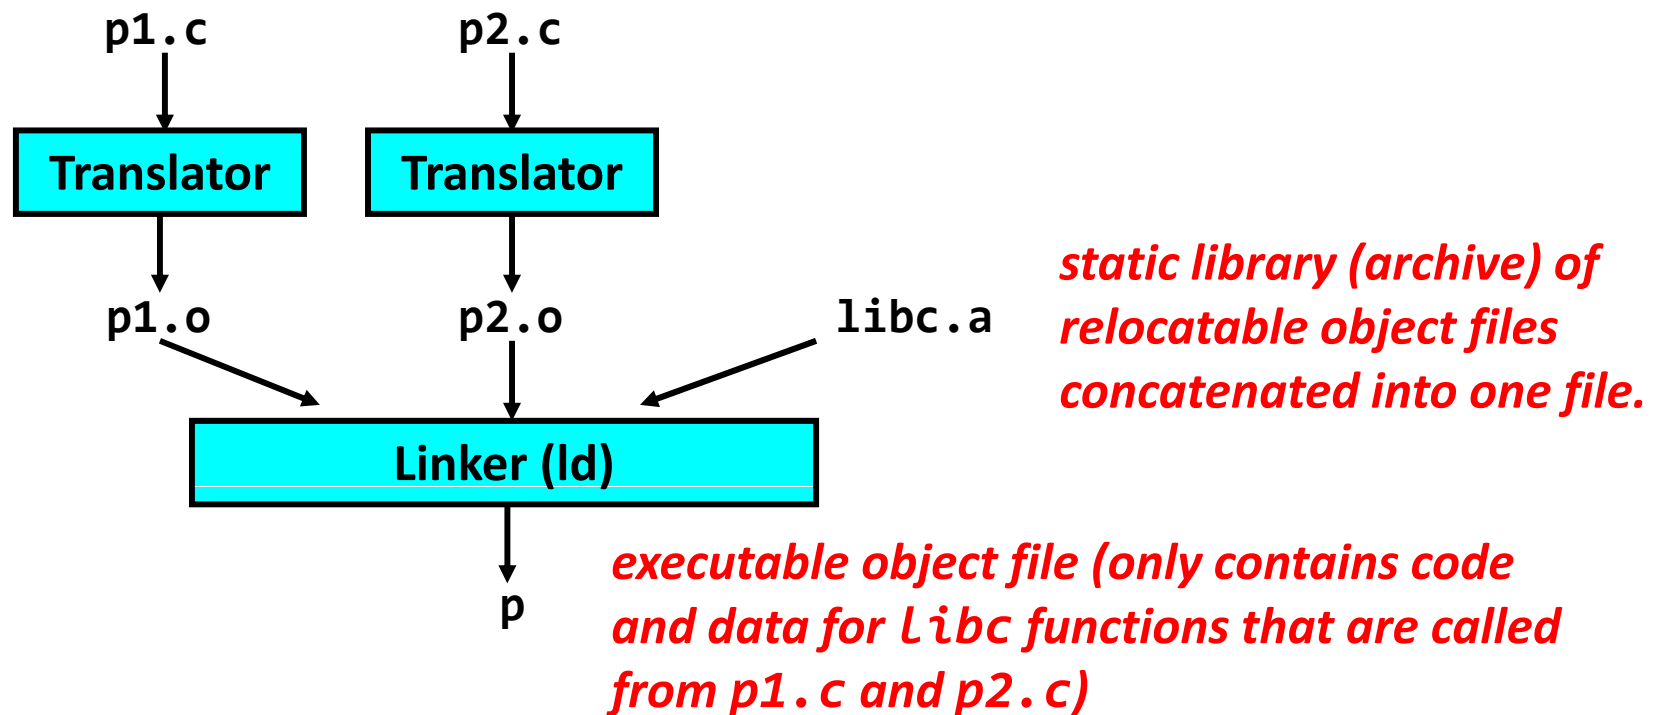 p1.c
p2.c
Translator
Translator
p1.o
p2.o
libc.a
static library (archive) of
relocatable object files
concatenated into one file.
Linker (ld)
p
executable object file (only contains code
and data for libc functions that are called
from p1.c and p2.c)